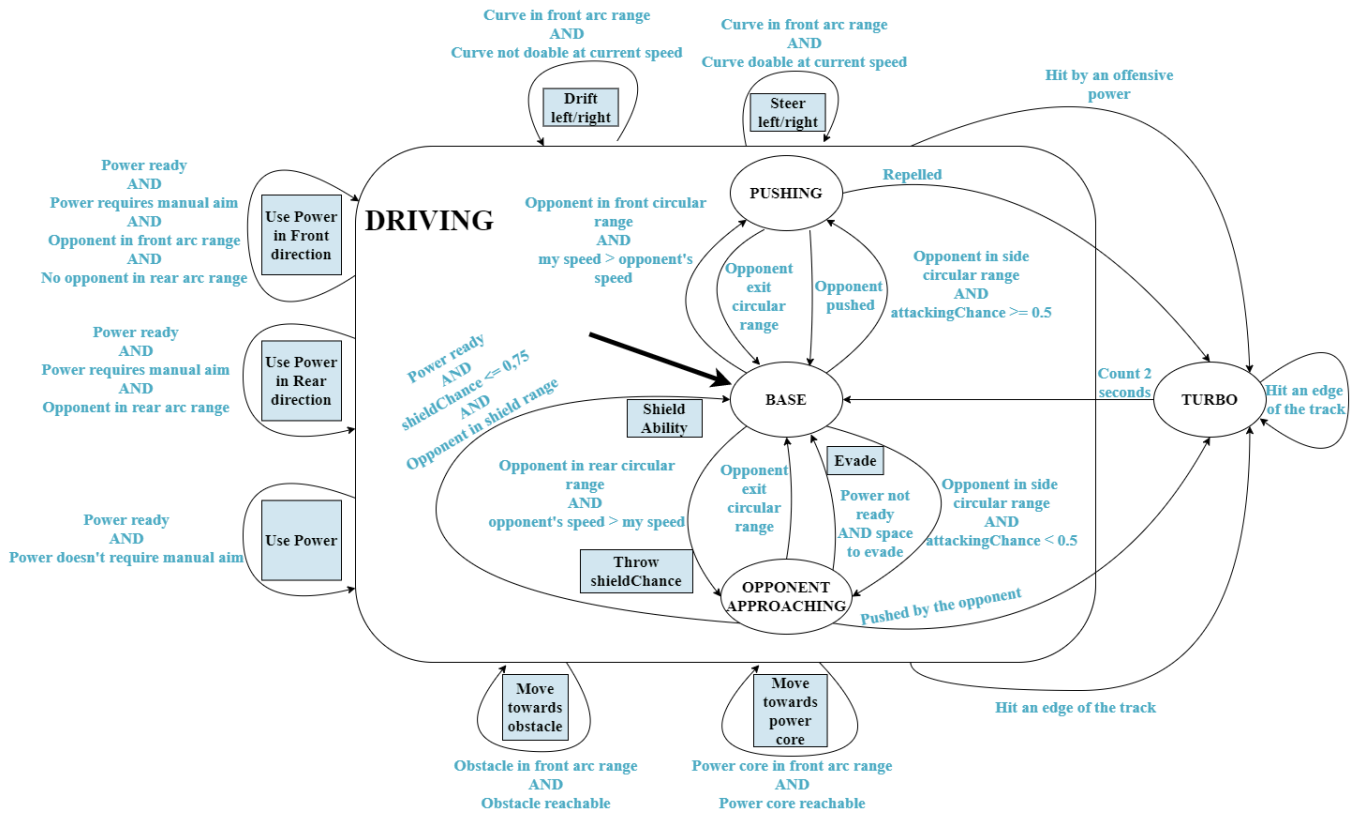 Curve in front arc range
AND
Curve not doable at current speed
Drift
left/right
Curve in front arc range
AND
Curve doable at current speed
Steer
left/right
Hit by an offensive
power
Power ready
AND
Power requires manual aim
AND
Opponent in front arc range
AND
No opponent in rear arc range
Use Power
in Front
direction
DRIVING
PUSHING
Repelled
Opponent in front circular
range
AND
my speed > opponent's
speed
Opponent
exit
circular
range
Opponent
pushed
Opponent in side
circular range
AND
attackingChance >= 0.5
Power ready
AND
Power requires manual aim
AND
Opponent in rear arc range
Use Power
in Rear
direction
Power ready
AND
shieldChance <= 0,75
AND
Opponent in shield range
Shield
Ability
BASE
Count 2
seconds
TURBO
Hit an edge
of the track
Evade
Opponent in rear circular
range
AND
opponent's speed > my speed
Opponent
exit
circular
range
Power not
ready
AND space
to evade
Opponent in side
circular range
AND
attackingChance < 0.5
Power ready
AND
Power doesn't require manual aim
Use Power
Throw
shieldChance
OPPONENT
APPROACHING
Pushed by the opponent
Move
towards
obstacle
Move
towards
power
core
Hit an edge of the track
Obstacle in front arc range
AND
Obstacle reachable
Power core in front arc range
AND
Power core reachable